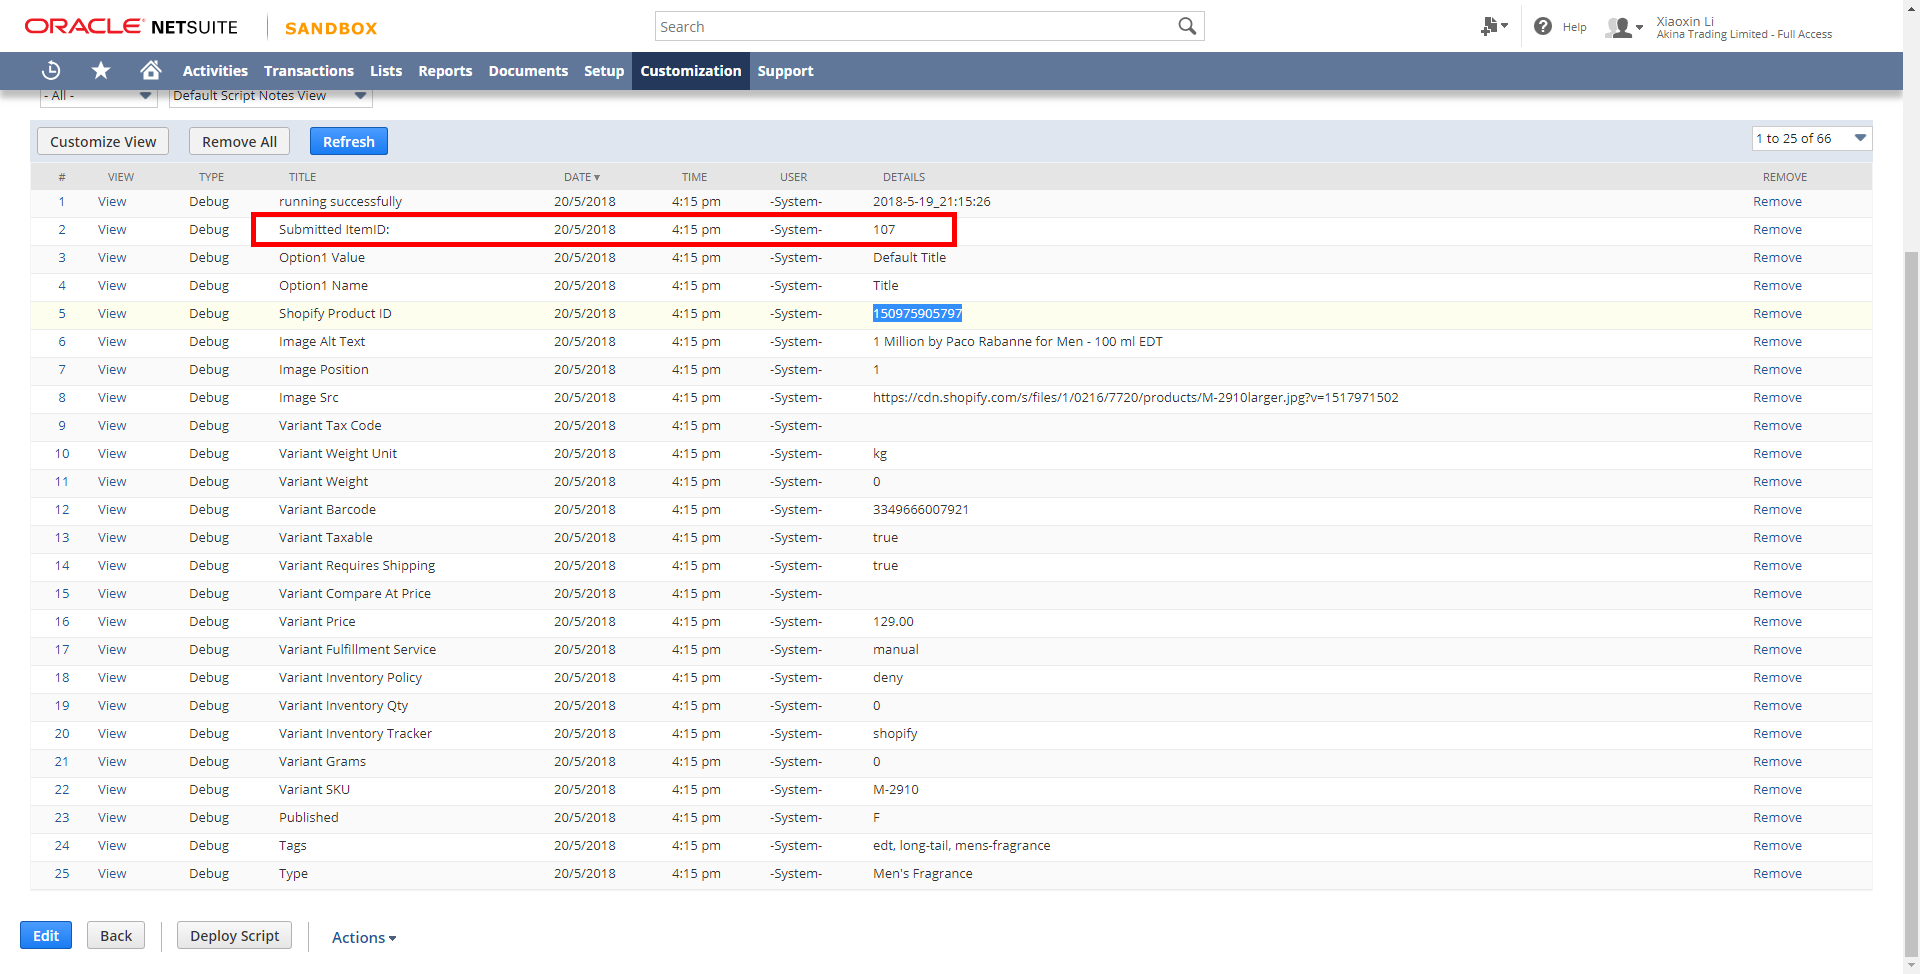 ORACLE NETSUITE SANDBOX Search Help Xiaoxin Li
Akina Trading Limited - Full Access
Activities Transactions Lists Reports Documents Setup Customization Support
- All - Default Script Notes View
Customize View Remove All Refresh 1 to 25 of 66
# VIEW TYPE TITLE DATE ▾ TIME USER DETAILS REMOVE
1 View Debug running successfully 20/5/2018 4:15 pm -System- 2018-5-19_21:15:26 Remove
2 View Debug Submitted ItemID: 20/5/2018 4:15 pm -System- 107 Remove
3 View Debug Option1 Value 20/5/2018 4:15 pm -System- Default Title Remove
4 View Debug Option1 Name 20/5/2018 4:15 pm -System- Title Remove
5 View Debug Shopify Product ID 20/5/2018 4:15 pm -System- 150975905797 Remove
6 View Debug Image Alt Text 20/5/2018 4:15 pm -System- 1 Million by Paco Rabanne for Men - 100 ml EDT Remove
7 View Debug Image Position 20/5/2018 4:15 pm -System- 1 Remove
8 View Debug Image Src 20/5/2018 4:15 pm -System- https://cdn.shopify.com/s/files/1/0216/7720/products/M-2910larger.jpg?v=1517971502 Remove
9 View Debug Variant Tax Code 20/5/2018 4:15 pm -System- Remove
10 View Debug Variant Weight Unit 20/5/2018 4:15 pm -System- kg Remove
11 View Debug Variant Weight 20/5/2018 4:15 pm -System- 0 Remove
12 View Debug Variant Barcode 20/5/2018 4:15 pm -System- 3349666007921 Remove
13 View Debug Variant Taxable 20/5/2018 4:15 pm -System- true Remove
14 View Debug Variant Requires Shipping 20/5/2018 4:15 pm -System- true Remove
15 View Debug Variant Compare At Price 20/5/2018 4:15 pm -System- Remove
16 View Debug Variant Price 20/5/2018 4:15 pm -System- 129.00 Remove
17 View Debug Variant Fulfillment Service 20/5/2018 4:15 pm -System- manual Remove
18 View Debug Variant Inventory Policy 20/5/2018 4:15 pm -System- deny Remove
19 View Debug Variant Inventory Qty 20/5/2018 4:15 pm -System- 0 Remove
20 View Debug Variant Inventory Tracker 20/5/2018 4:15 pm -System- shopify Remove
21 View Debug Variant Grams 20/5/2018 4:15 pm -System- 0 Remove
22 View Debug Variant SKU 20/5/2018 4:15 pm -System- M-2910 Remove
23 View Debug Published 20/5/2018 4:15 pm -System- F Remove
24 View Debug Tags 20/5/2018 4:15 pm -System- edt, long-tail, mens-fragrance Remove
25 View Debug Type 20/5/2018 4:15 pm -System- Men's Fragrance Remove
Edit Back Deploy Script Actions